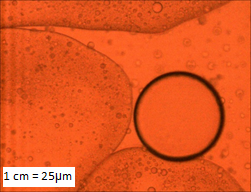 1 cm = 25µm